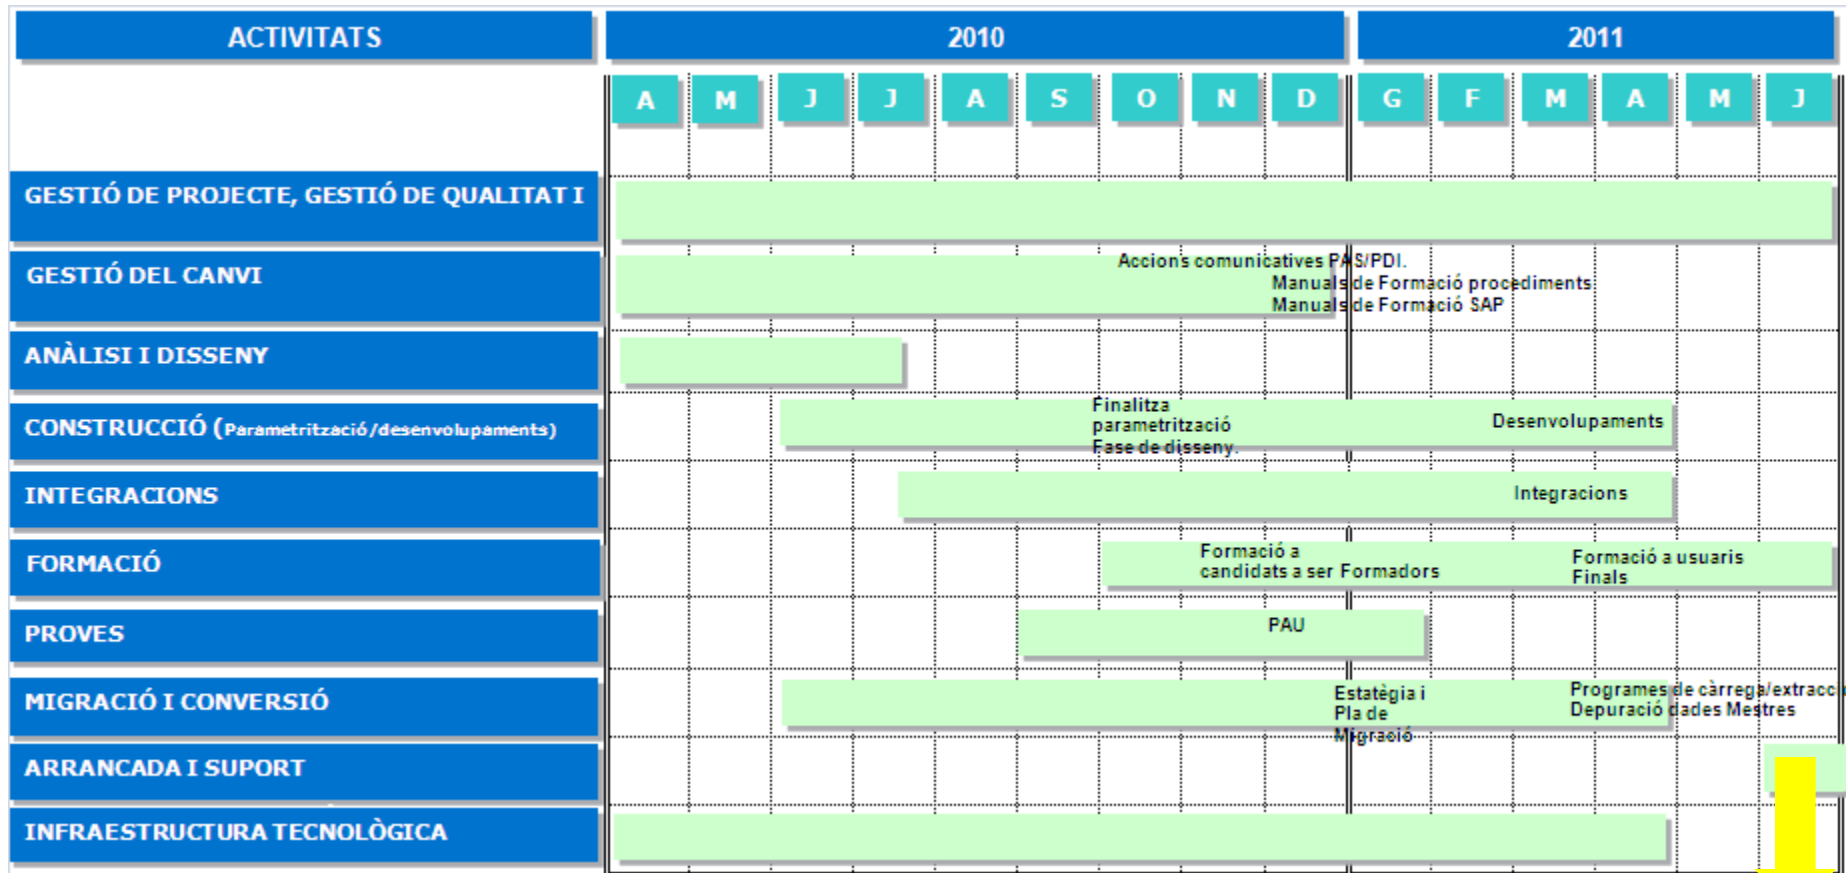 ACTIVITATS 2010 2011
A M J J A S O N D G F M A M J
GESTIÓ DE PROJECTE, GESTIÓ DE QUALITAT I
GESTIÓ DEL CANVI
Accions comunicatives PAS/PDI.
Manuals de Formació procediments
Manuals de Formació SAP
ANÀLISI I DISSENY
CONSTRUCCIÓ (Parametrització/desenvolupaments)
Finalitza
parametrització
Fase de disseny.
Desenvolupaments
INTEGRACIONS
Integracions
FORMACIÓ
Formació a
candidats a ser Formadors
Formació a usuaris
Finals
PROVES
PAU
MIGRACIÓ I CONVERSIÓ
Estatègia i
Pla de
Migració
Programes de càrrega/extracci
Depuració dades Mestres
ARRANCADA I SUPORT
INFRAESTRUCTURA TECNOLÒGICA